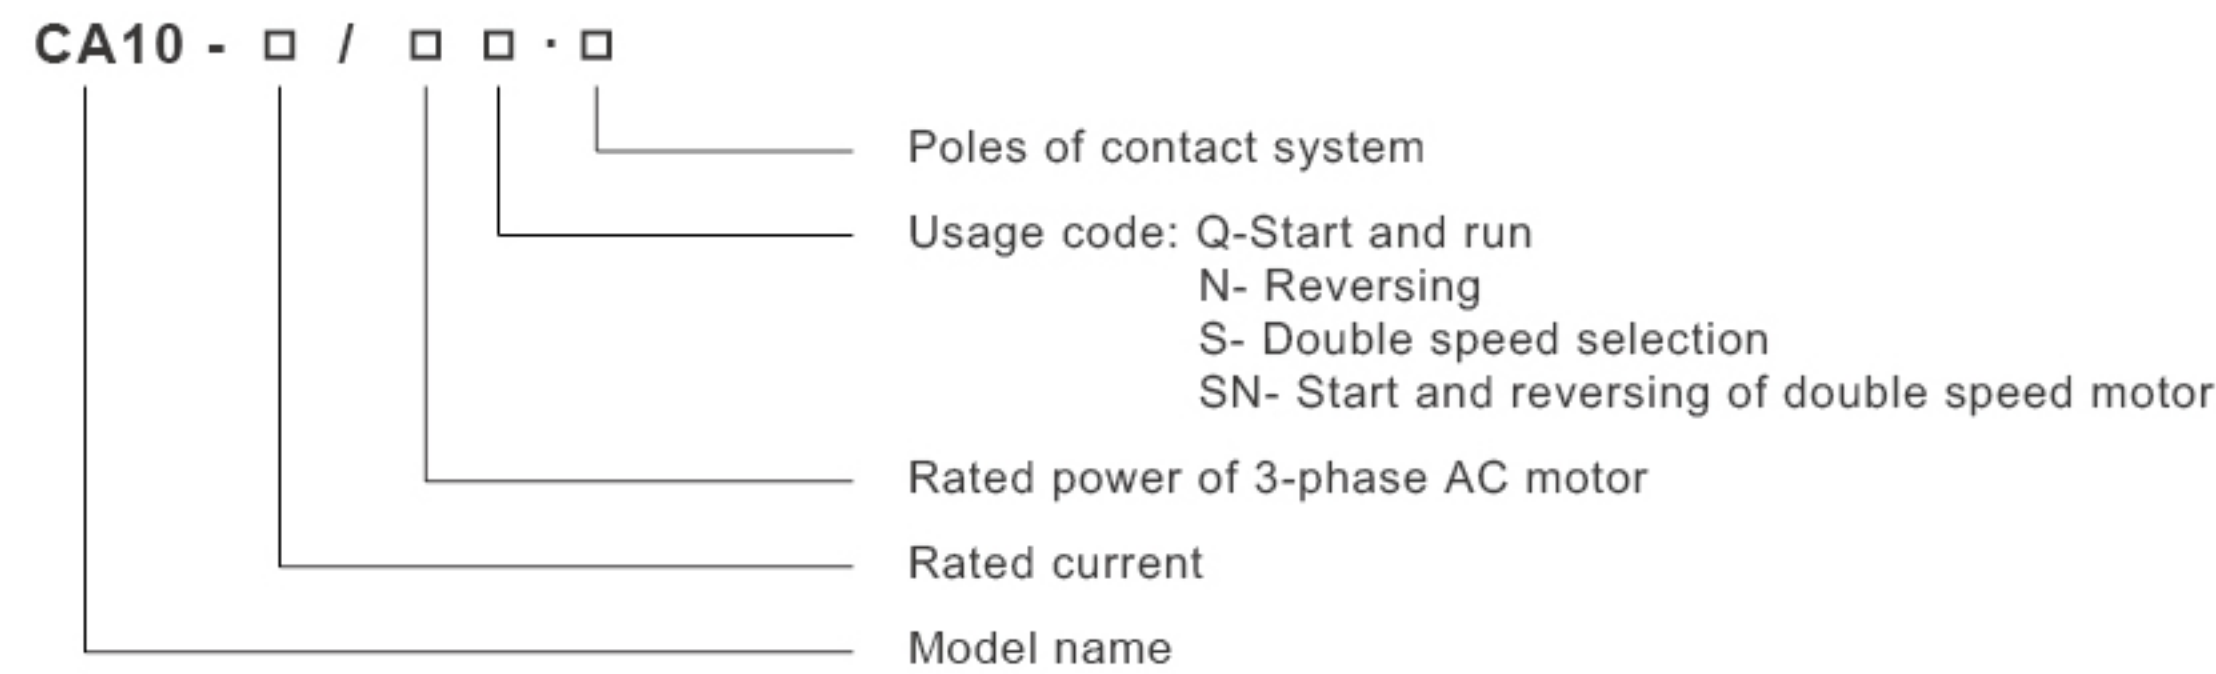 CA10 - □ / □ □ · □
Poles of contact system
Usage code: Q-Start and run
N- Reversing
S- Double speed selection
SN- Start and reversing of double speed motor
Rated power of 3-phase AC motor
Rated current
Model name